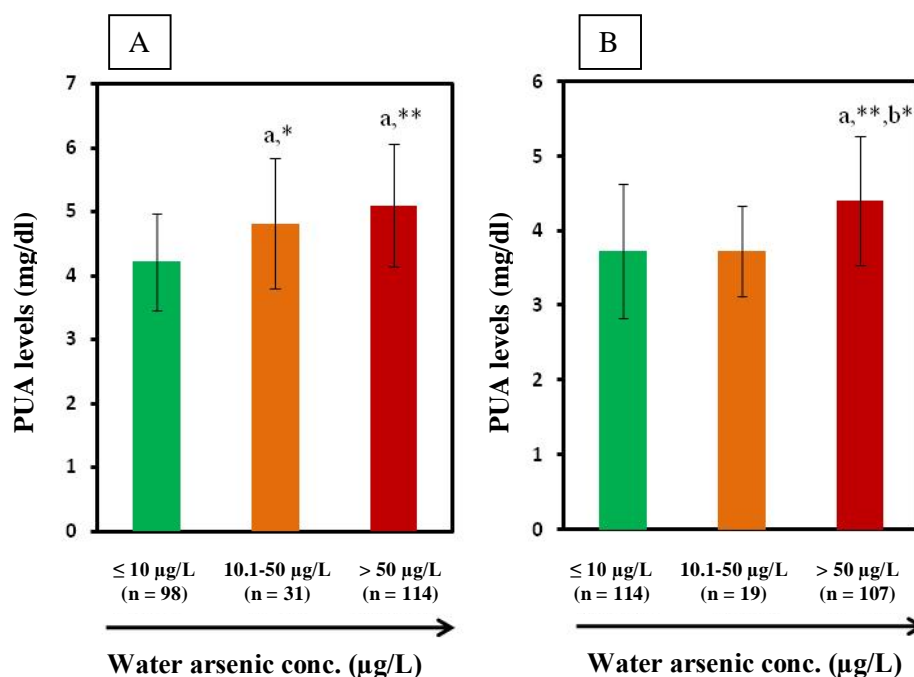 A
PUA levels (mg/dl)
7
6
5
4
3
2
1
0
a,*
a,**
≤ 10 µg/L
(n = 98)
10.1-50 µg/L
(n = 31)
> 50 µg/L
(n = 114)
Water arsenic conc. (µg/L)
B
PUA levels (mg/dl)
6
5
4
3
2
1
0
a,**,b*
≤ 10 µg/L
(n = 114)
10.1-50 µg/L
(n = 19)
> 50 µg/L
(n = 107)
Water arsenic conc. (µg/L)